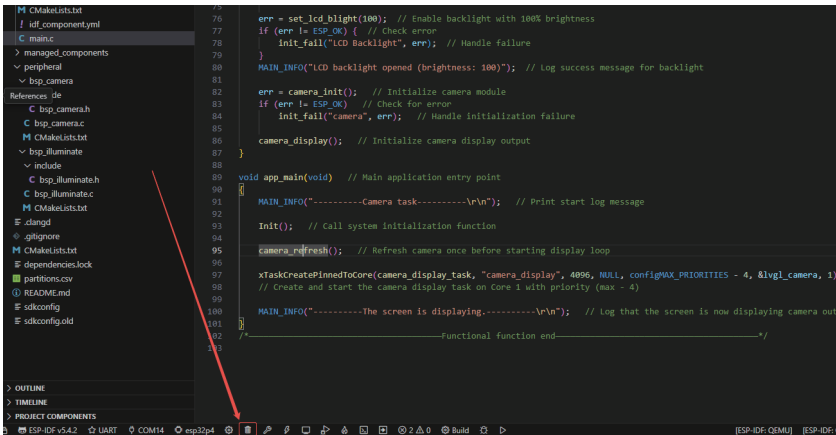 CMakeLists.txt
idf_component.yml
main.c
managed_components
peripheral
bsp_camera
References
de
bsp_camera.h
bsp_camera.c
CMakeLists.txt
bsp_illuminate
include
bsp_illuminate.h
bsp_illuminate.c
CMakeLists.txt
.clangd
.gitignore
CMakeLists.txt
dependencies.lock
partitions.csv
README.md
sdkconfig
sdkconfig.old
OUTLINE
TIMELINE
PROJECT COMPONENTS
75
76 err = set_lcd_blight(100); // Enable backlight with 100% brightness
77 if (err != ESP_OK) { // Check error
78 init_fail("LCD Backlight", err); // Handle failure
79 }
80 MAIN_INFO("LCD backlight opened (brightness: 100)"); // Log success message for backlight
81
82 err = camera_init(); // Initialize camera module
83 if (err != ESP_OK) // Check for error
84 init_fail("camera", err); // Handle initialization failure
85
86 camera_display(); // Initialize camera display output
87 }
88
89 void app_main(void) // Main application entry point
90 {
91 MAIN_INFO("----------Camera task----------\r\n"); // Print start log message
92
93 Init(); // Call system initialization function
94
95 camera_refresh(); // Refresh camera once before starting display loop
96
97 xTaskCreatePinnedToCore(camera_display_task, "camera_display", 4096, NULL, configMAX_PRIORITIES - 4, &lvgl_camera, 1)
98 // Create and start the camera display task on Core 1 with priority (max - 4)
99
100 MAIN_INFO("----------The screen is displaying.----------\r\n"); // Log that the screen is now displaying camera out
101 }
102 /*————————————————————Functional function end————————————————————*/
103
ESP-IDF v5.4.2 UART COM14 esp32p4 2 0 Build [ESP-IDF: QEMU] [ESP-IDF: